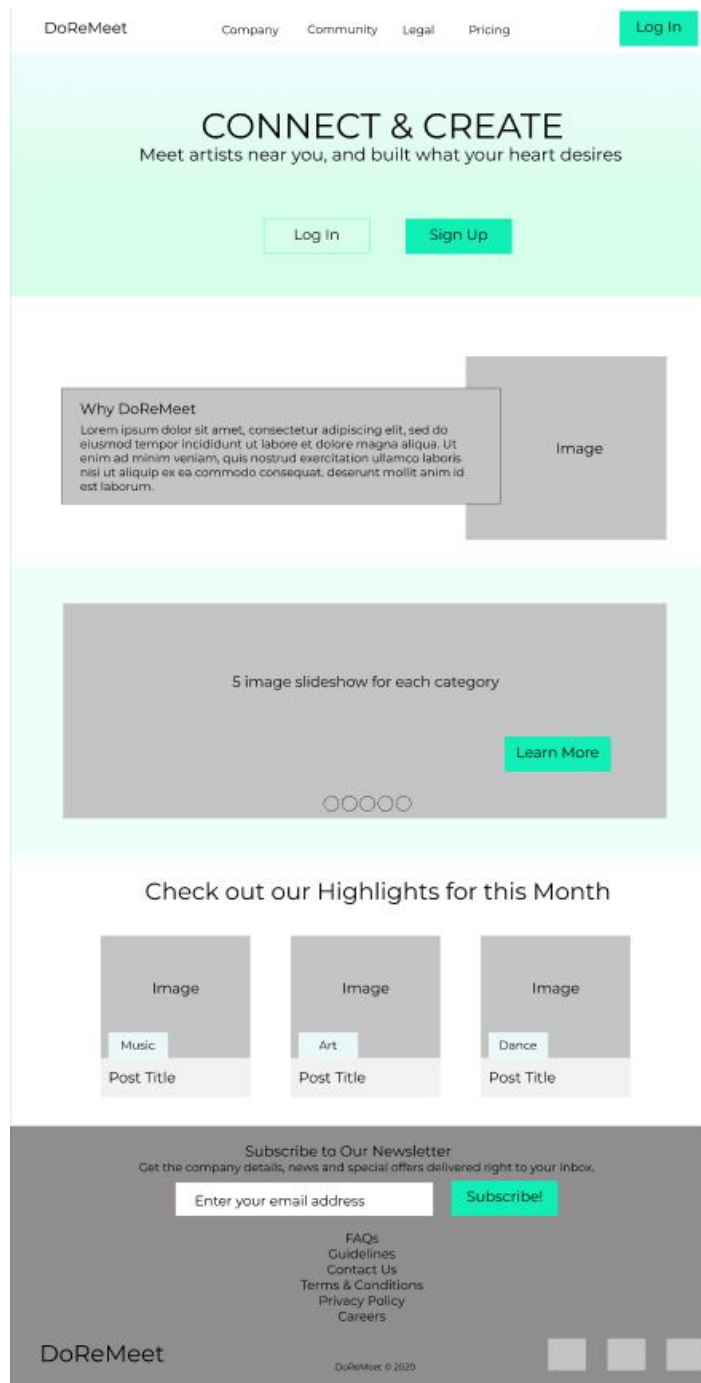 DoReMeet
Company
Community
Legal
Pricing
Log In
CONNECT & CREATE
Meet artists near you, and built what your heart desires
Log In
Sign Up
Why DoReMeet
Lorem ipsum dolor sit amet, consectetur adipiscing elit, sed do
eiusmod tempor incididunt ut labore et dolore magna aliqua. Ut
enim ad minim veniam, quis nostrud exercitation ullamco laboris
nisi ut aliquip ex ea commodo consequat. deserunt mollit anim id
est laborum.
Image
5 image slideshow for each category
Learn More
Check out our Highlights for this Month
Image
Image
Image
Music
Art
Dance
Post Title
Post Title
Post Title
Subscribe to Our Newsletter
Get the company details, news and special offers delivered right to your inbox.
Enter your email address
Subscribe!
FAQs
Guidelines
Contact Us
Terms & Conditions
Privacy Policy
Careers
DoReMeet
DoReMeet © 2020